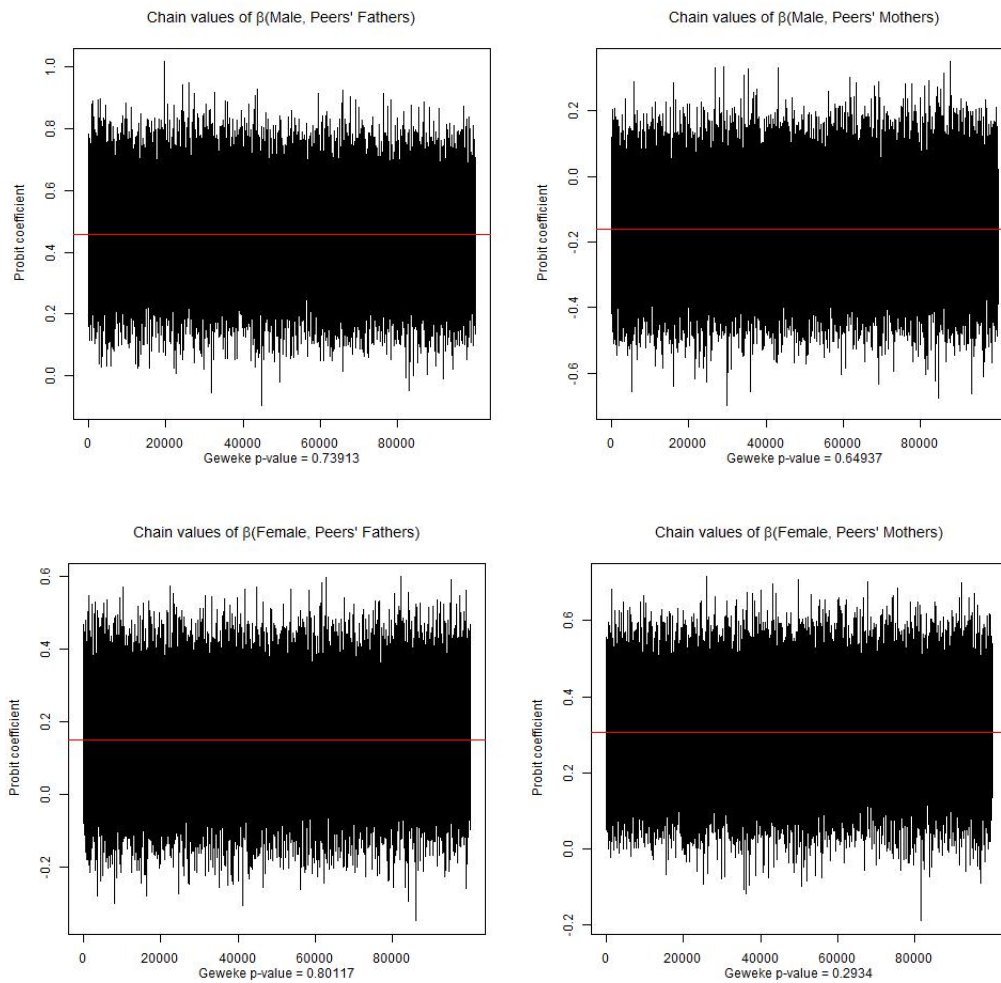 Chain values of β(Male, Peers' Fathers)
Probit coefficient
1.0
0.8
0.6
0.4
0.2
0.0
0 20000 40000 60000 80000
Geweke p-value = 0.73913
Chain values of β(Male, Peers' Mothers)
Probit coefficient
0.2
0.0
-0.2
-0.4
-0.6
0 20000 40000 60000 80000
Geweke p-value = 0.64937
Chain values of β(Female, Peers' Fathers)
Probit coefficient
0.6
0.4
0.2
0.0
-0.2
0 20000 40000 60000 80000
Geweke p-value = 0.80117
Chain values of β(Female, Peers' Mothers)
Probit coefficient
0.6
0.4
0.2
0.0
-0.2
0 20000 40000 60000 80000
Geweke p-value = 0.2934